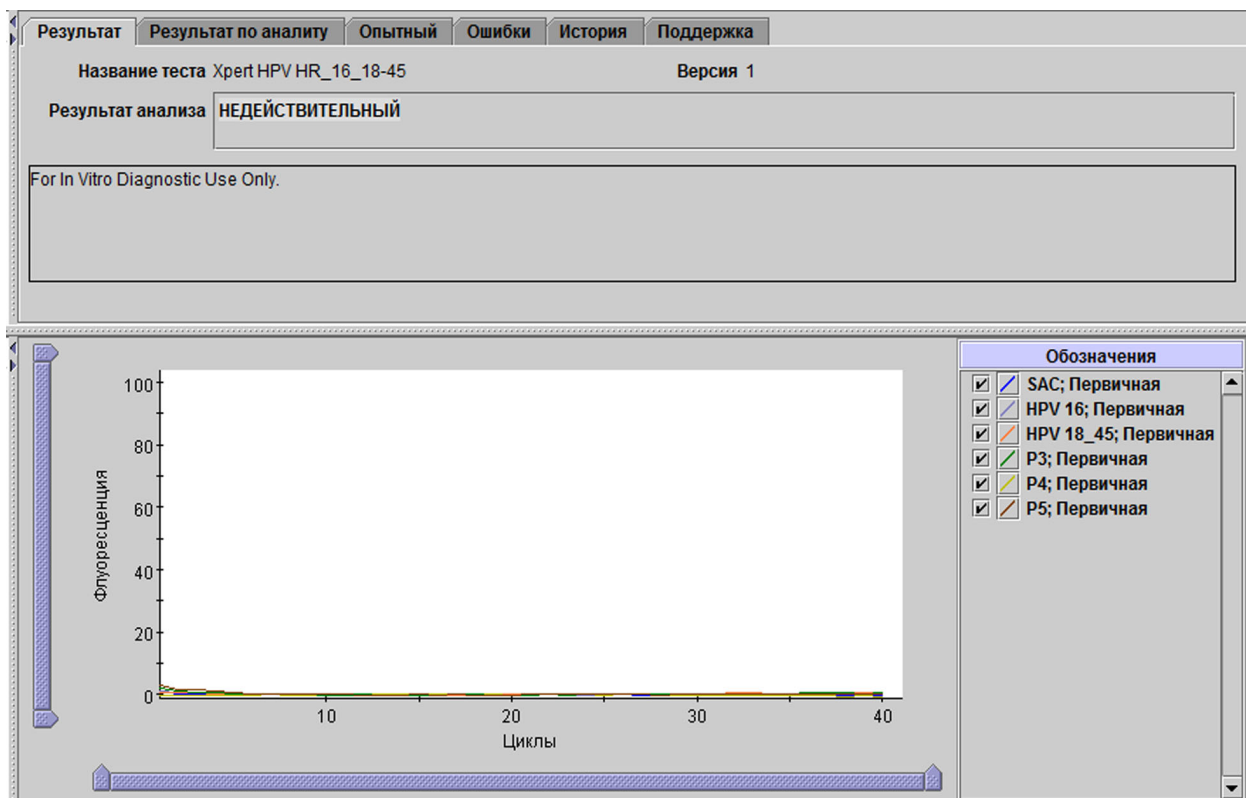 Результат Результат по аналиту Опытный Ошибки История Поддержка
Название теста Xpert HPV HR_16_18-45 Версия 1
Результат анализа НЕДЕЙСТВИТЕЛЬНЫЙ
For In Vitro Diagnostic Use Only.
100
80
60
40
20
0
Флуоресценция
10 20 30 40
Циклы
Обозначения
SAC; Первичная
HPV 16; Первичная
HPV 18_45; Первичная
P3; Первичная
P4; Первичная
P5; Первичная